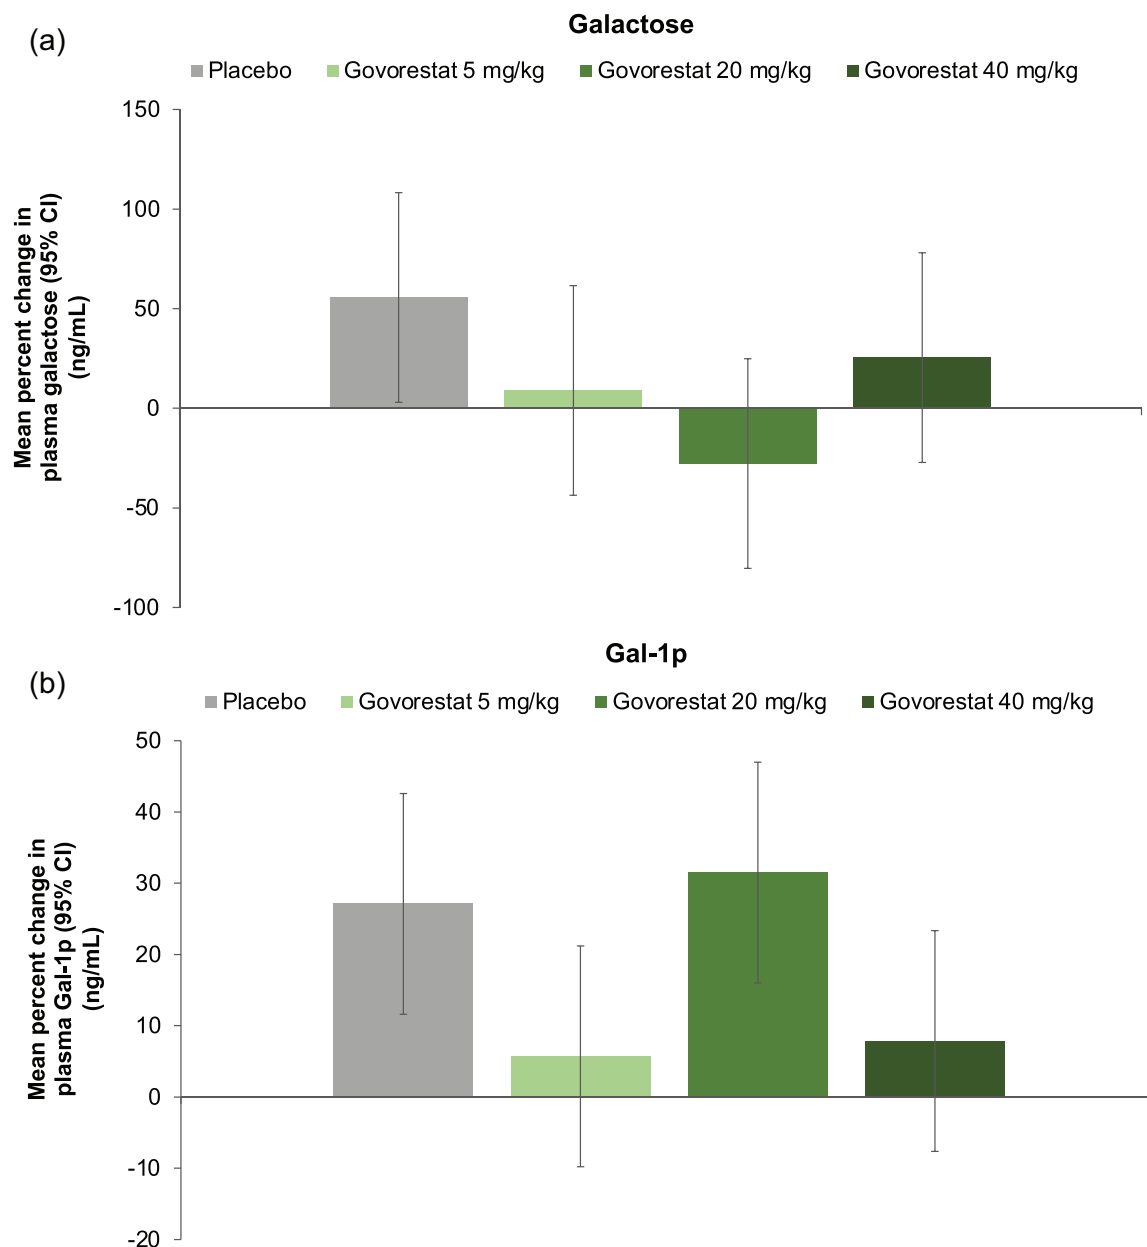 (a)
Galactose
Placebo Govorestat 5 mg/kg Govorestat 20 mg/kg Govorestat 40 mg/kg
Mean percent change in
plasma galactose (95% CI)
(ng/mL)
150
100
50
0
-50
-100
(b)
Gal-1p
Placebo Govorestat 5 mg/kg Govorestat 20 mg/kg Govorestat 40 mg/kg
Mean percent change in
plasma Gal-1p (95% CI)
(ng/mL)
50
40
30
20
10
0
-10
-20